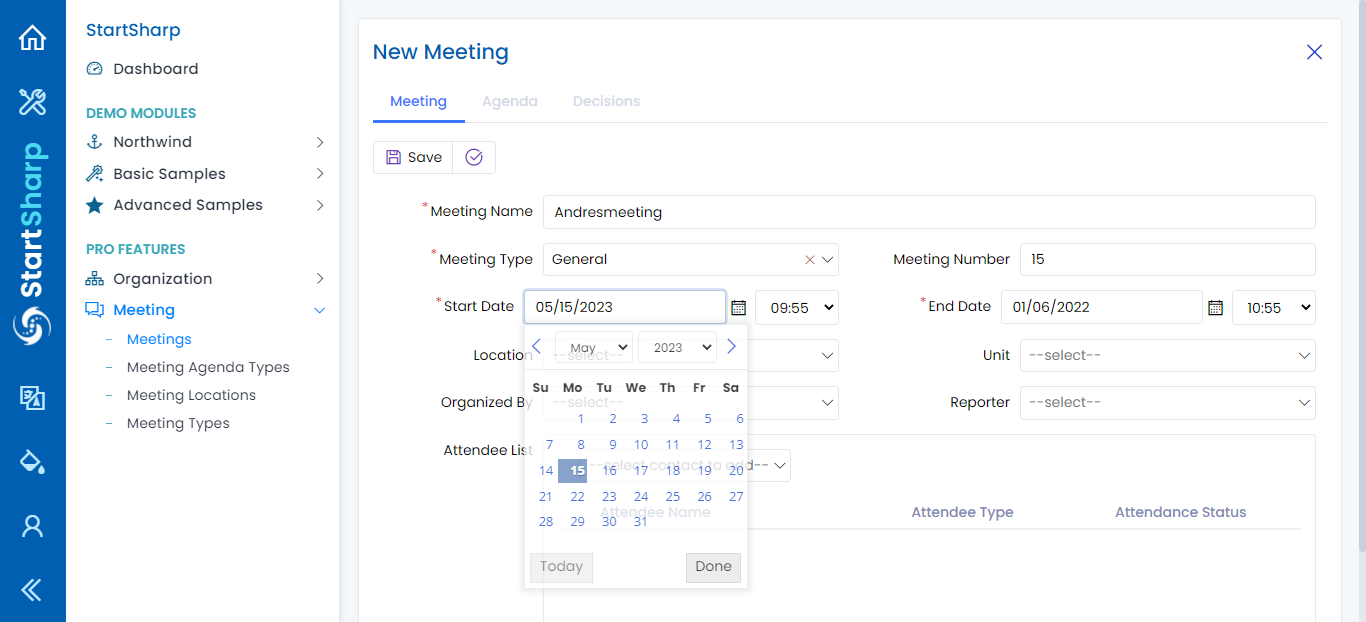 StartSharp
StartSharp
Dashboard
DEMO MODULES
Northwind
Basic Samples
Advanced Samples
PRO FEATURES
Organization
Meeting
Meetings
Meeting Agenda Types
Meeting Locations
Meeting Types
New Meeting
Meeting Agenda Decisions
Save
*Meeting Name Andresmeeting
*Meeting Type General Meeting Number 15
*Start Date 05/15/2023 09:55 *End Date 01/06/2022 10:55
Location --select-- Unit --select--
Organized By --select-- Reporter --select--
Attendee List --select contact to add--
Attendee Name Attendee Type Attendance Status
May 2023
Su Mo Tu We Th Fr Sa
1 2 3 4 5 6
7 8 9 10 11 12 13
14 15 16 17 18 19 20
21 22 23 24 25 26 27
28 29 30 31
Today Done